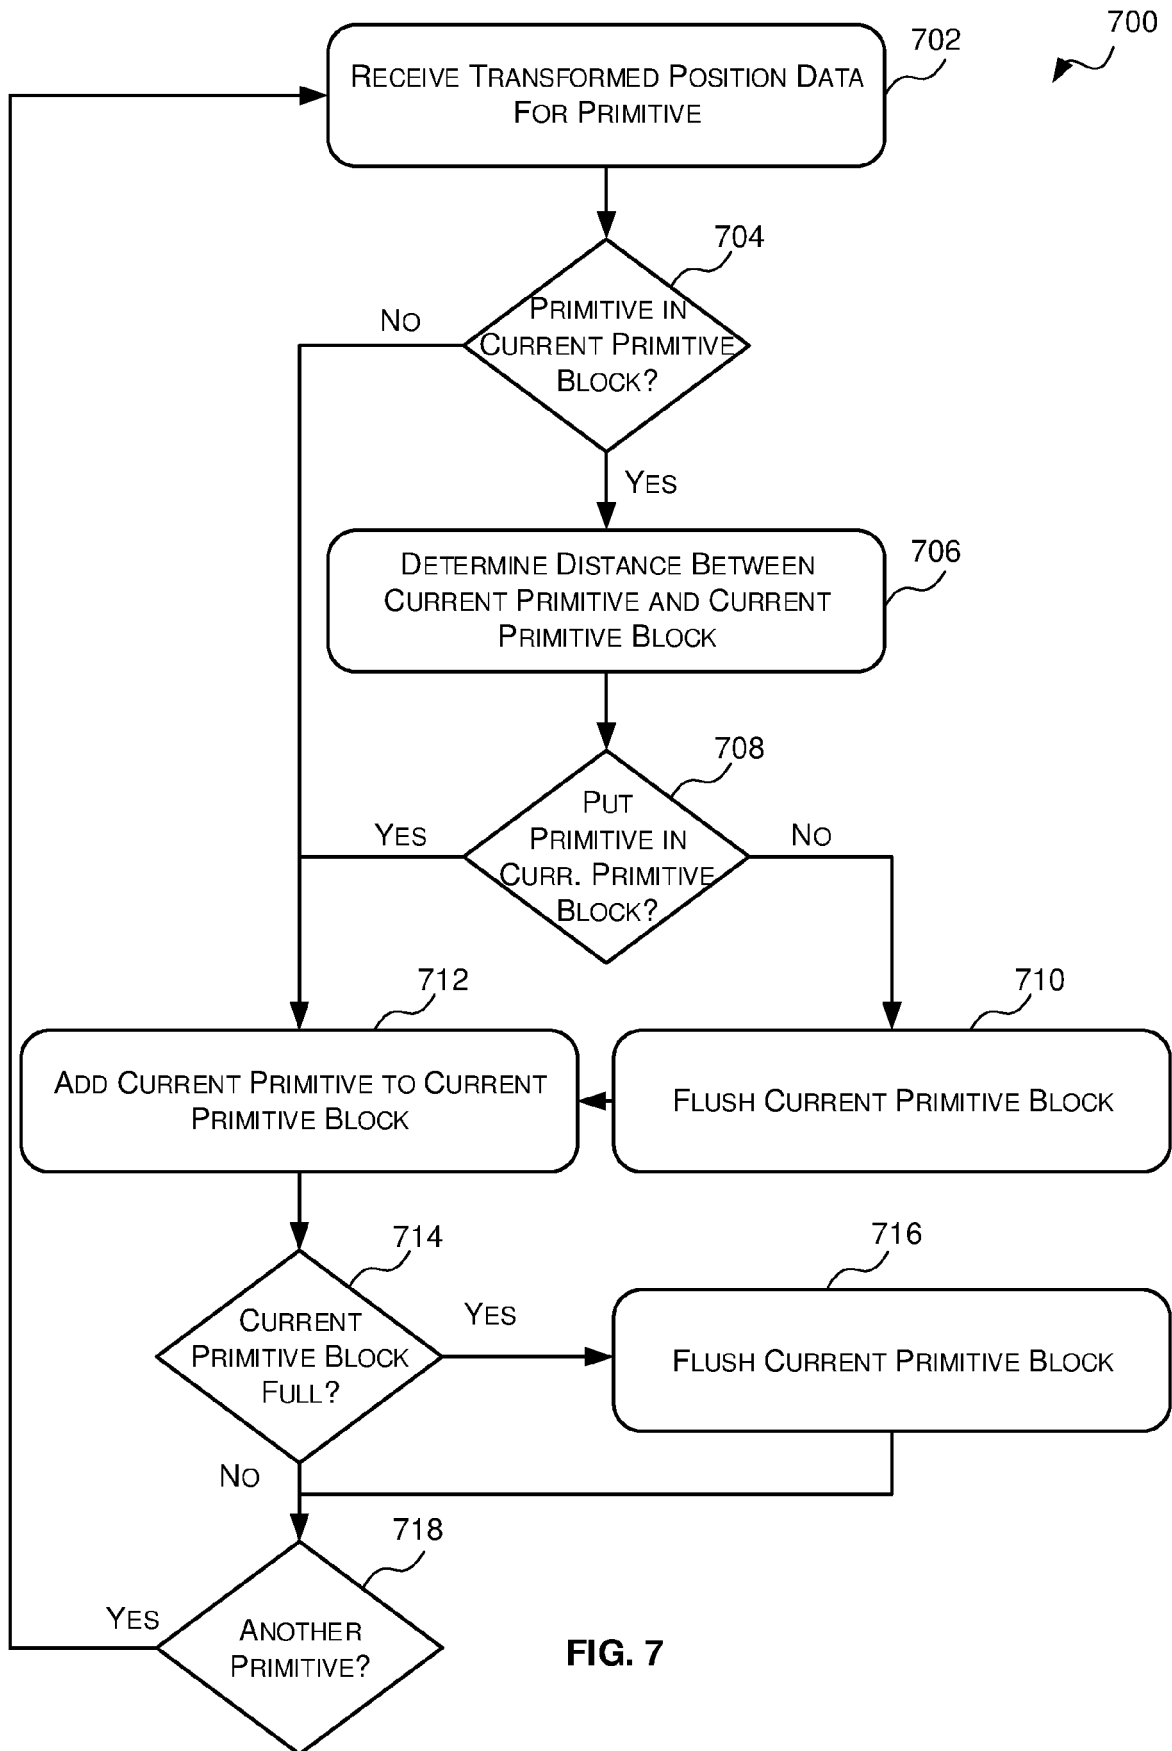 700
702
RECEIVE TRANSFORMED POSITION DATA
FOR PRIMITIVE
704
PRIMITIVE IN
CURRENT PRIMITIVE
BLOCK?
NO
YES
706
DETERMINE DISTANCE BETWEEN
CURRENT PRIMITIVE AND CURRENT
PRIMITIVE BLOCK
708
PUT
PRIMITIVE IN
CURR. PRIMITIVE
BLOCK?
YES
NO
712
ADD CURRENT PRIMITIVE TO CURRENT
PRIMITIVE BLOCK
710
FLUSH CURRENT PRIMITIVE BLOCK
714
CURRENT
PRIMITIVE BLOCK
FULL?
YES
716
FLUSH CURRENT PRIMITIVE BLOCK
NO
718
ANOTHER
PRIMITIVE?
YES
FIG. 7